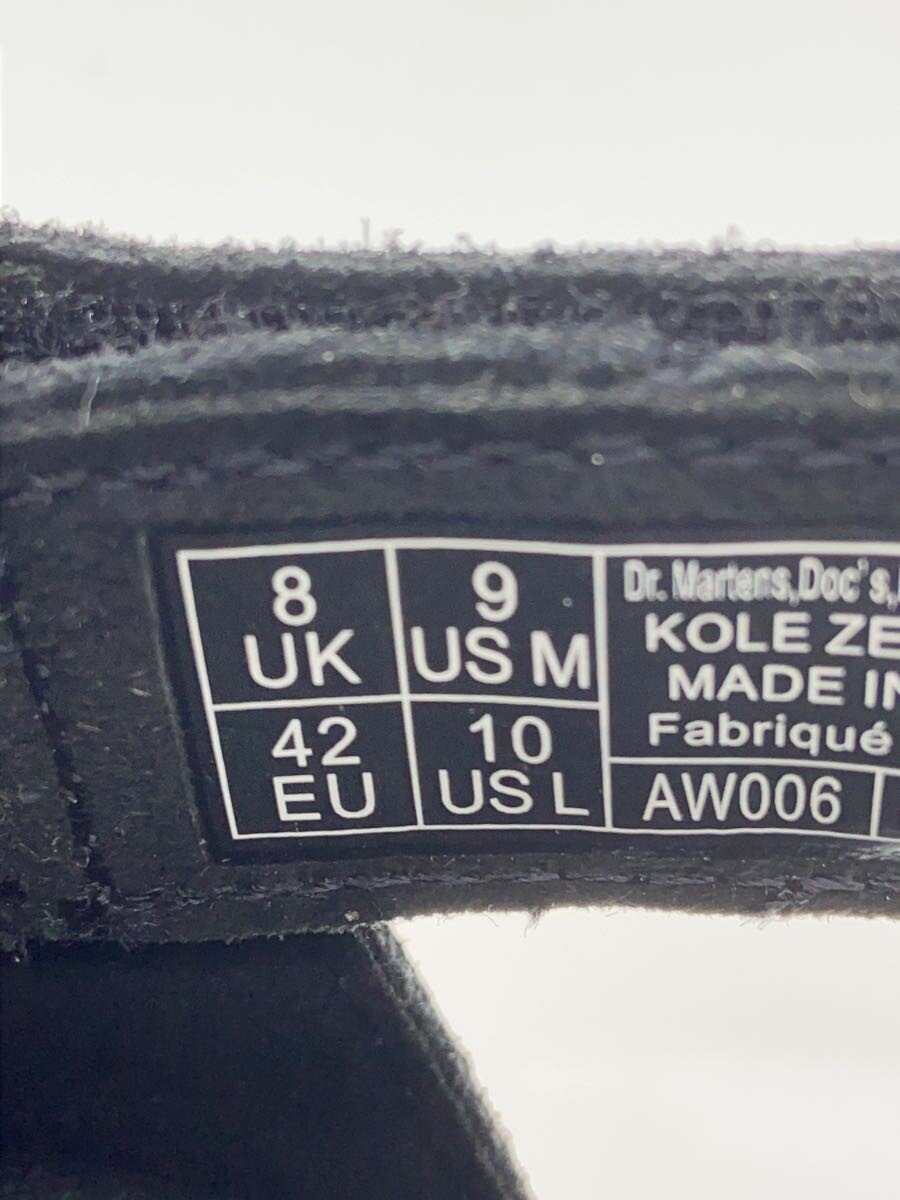 8
UK
9
US M
42
EU
10
US L
Dr. Martens,Doc's,
KOLE ZE
MADE IN
Fabriqué
AW006